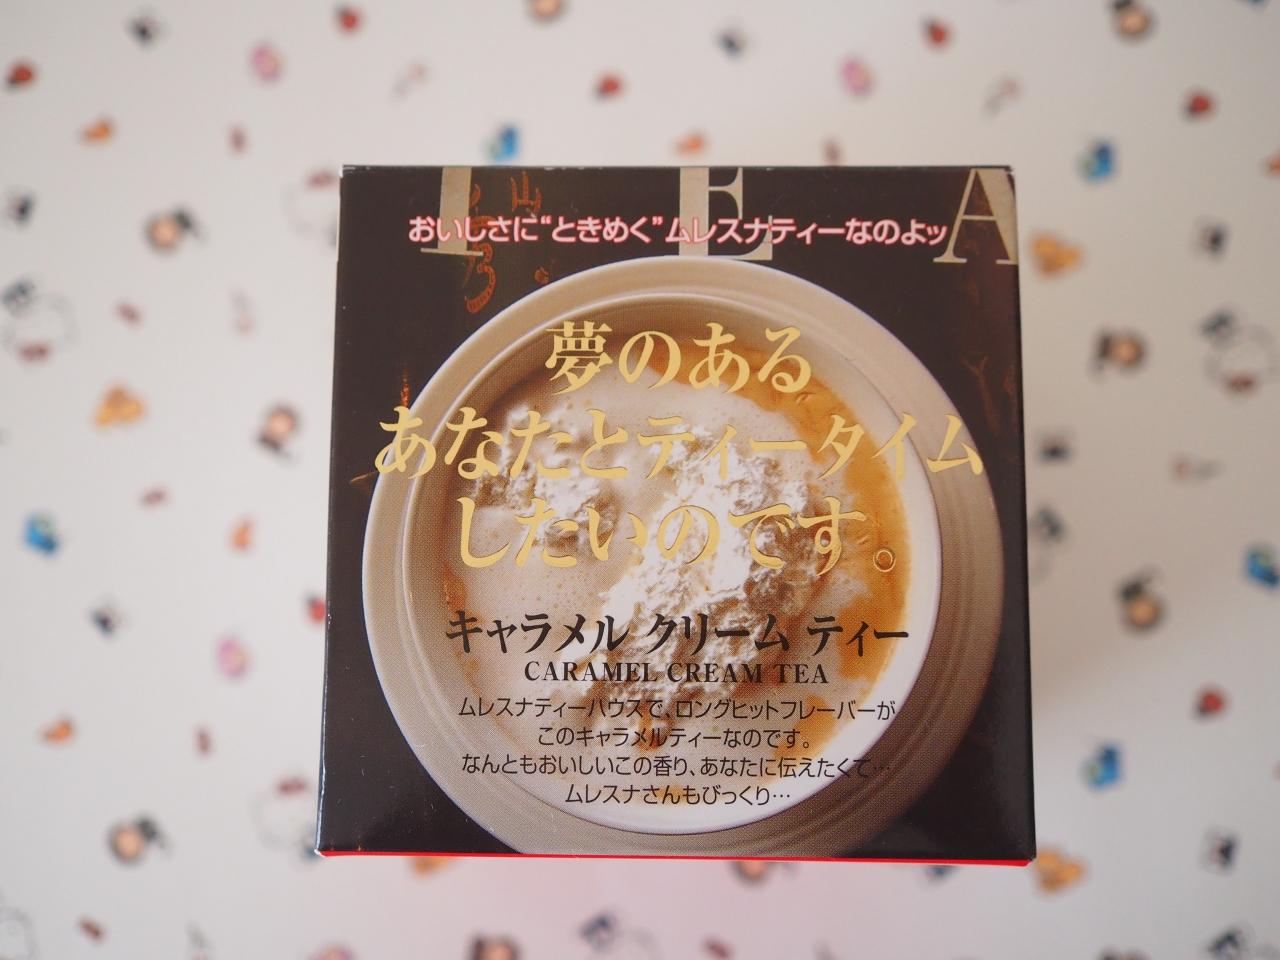 TEA
おいしさに“ときめく”ムレスナティーなのよッ
夢のある
あなたとティータイム
したいのです。
キャラメル クリーム ティー
CARAMEL CREAM TEA
ムレスナティーハウスで、ロングヒットフレーバーが
このキャラメルティーなのです。
なんともおいしいこの香り、あなたに伝えたくて…
ムレスナさんもびっくり…